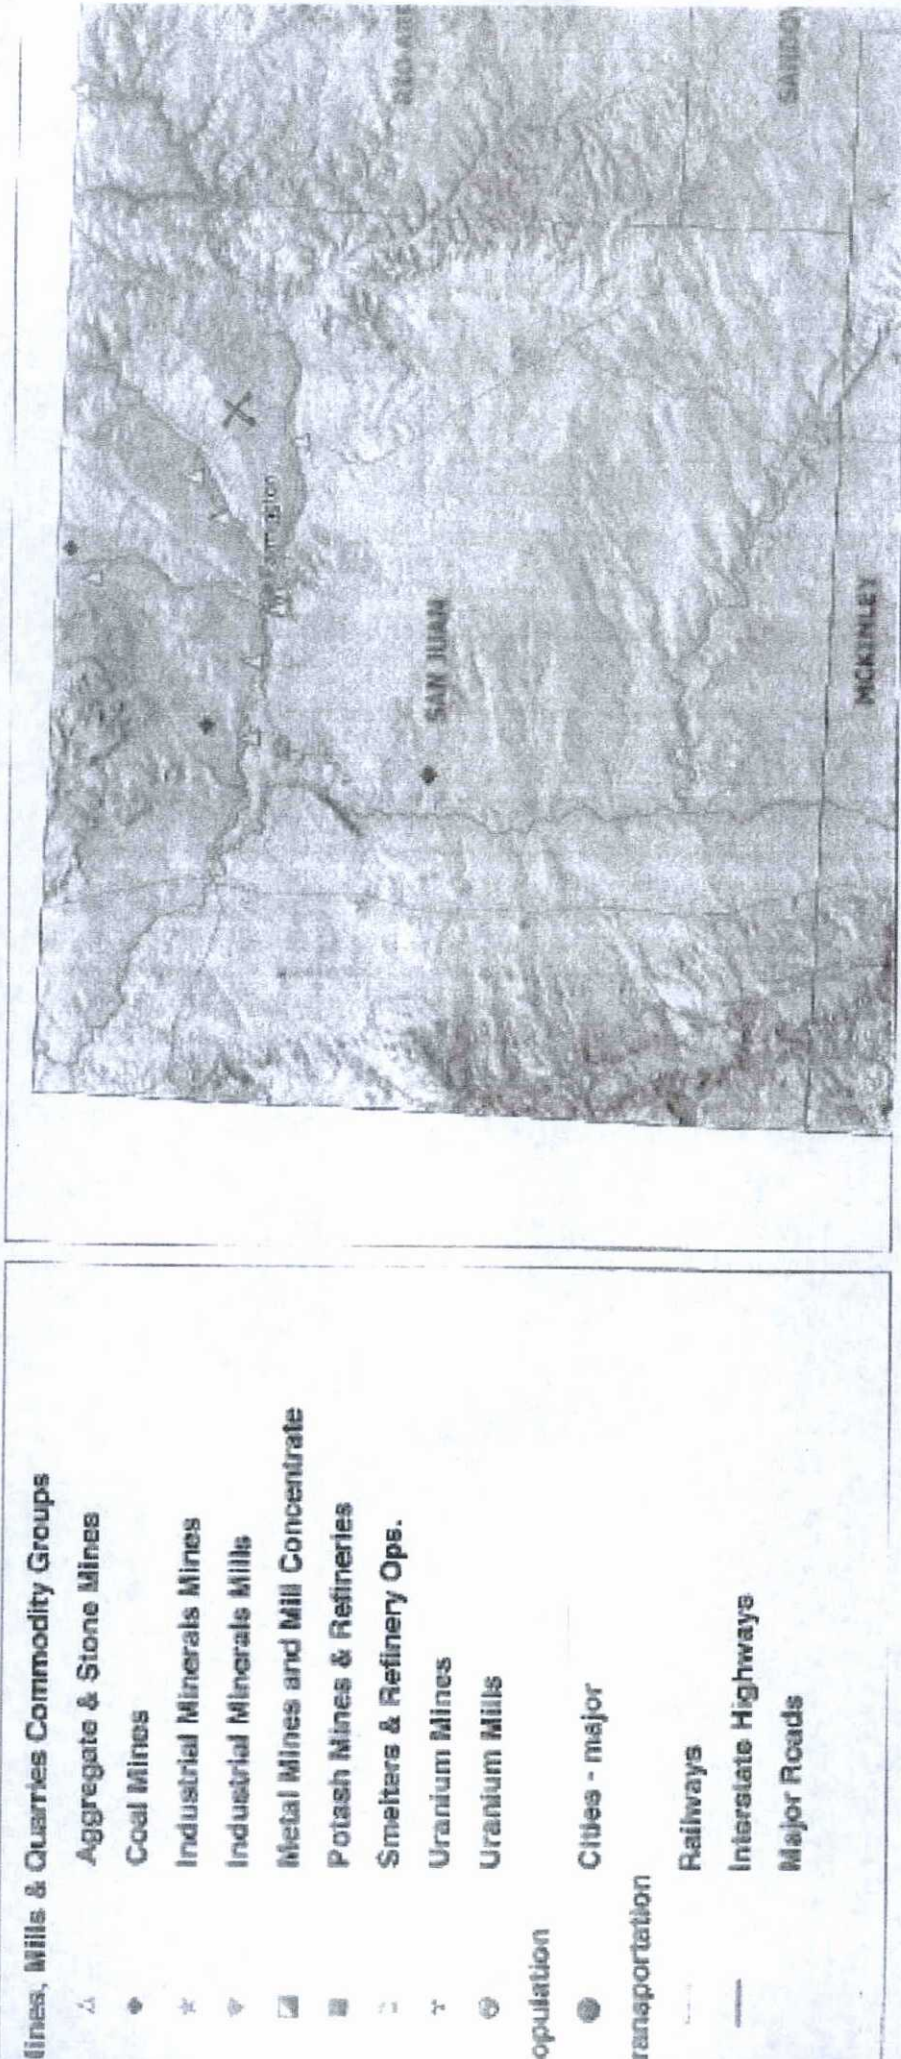 lines, Mills & Quarries Commodity Groups
Aggregate & Stone Mines
Coal Mines
Industrial Minerals Mines
Industrial Minerals Mills
Metal Mines and Mill Concentrate
Potash Mines & Refineries
Smelters & Refinery Ops.
Uranium Mines
Uranium Mills
opulation
Cities - major
ransportation
Railways
Interstate Highways
Major Roads
Farmington
SAN JUAN
MCKINLEY